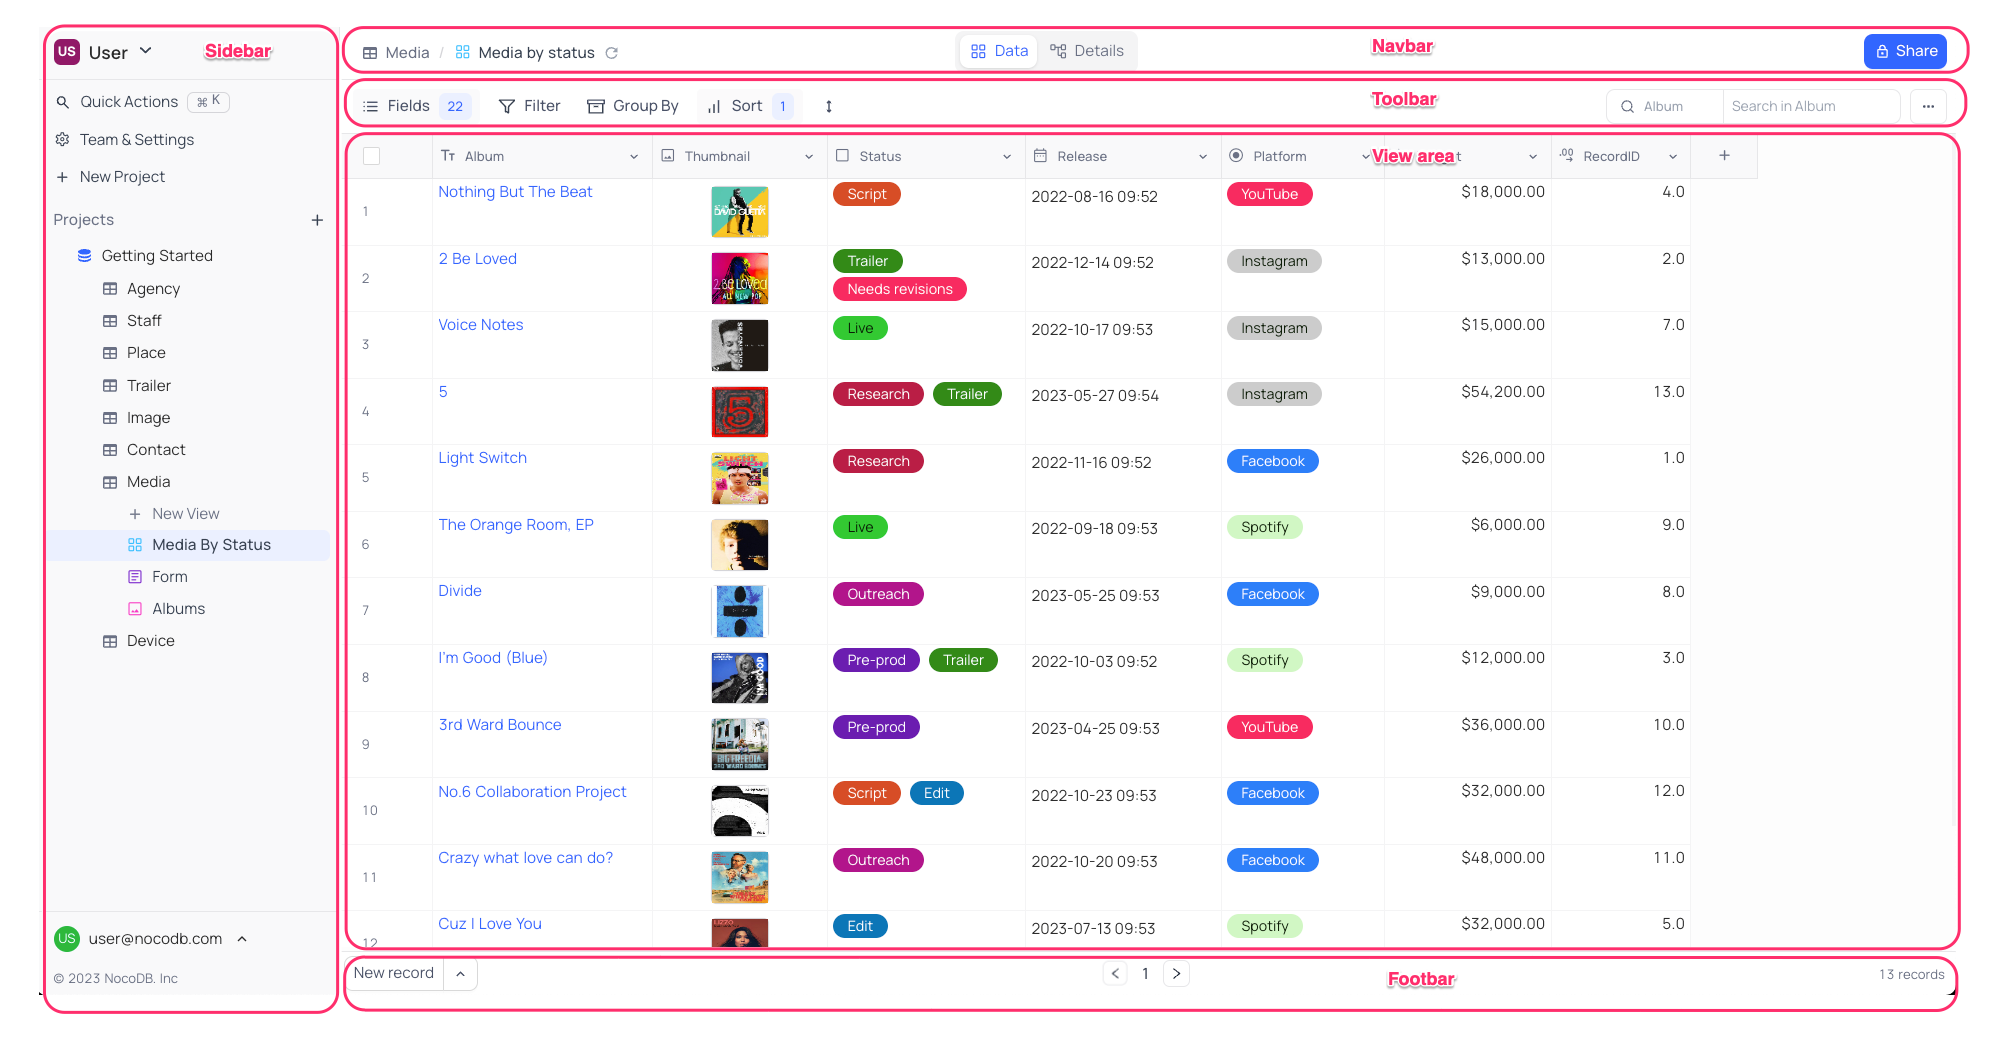 US User
Sidebar
Quick Actions ⌘ K
Team & Settings
New Project
Projects
Getting Started
Agency
Staff
Place
Trailer
Image
Contact
Media
New View
Media By Status
Form
Albums
Device
US user@nocodb.com
© 2023 NocoDB. Inc
Media / Media by status
Data Details
Navbar
Share
Fields 22 Filter Group By Sort 1
Toolbar
Album Search in Album
Album Thumbnail Status Release Platform View area t RecordID
1 Nothing But The Beat Script 2022-08-16 09:52 YouTube $18,000.00 4.0
2 2 Be Loved Trailer Needs revisions 2022-12-14 09:52 Instagram $13,000.00 2.0
3 Voice Notes Live 2022-10-17 09:53 Instagram $15,000.00 7.0
4 5 Research Trailer 2023-05-27 09:54 Instagram $54,200.00 13.0
5 Light Switch Research 2022-11-16 09:52 Facebook $26,000.00 1.0
6 The Orange Room, EP Live 2022-09-18 09:53 Spotify $6,000.00 9.0
7 Divide Outreach 2023-05-25 09:53 Facebook $9,000.00 8.0
8 I'm Good (Blue) Pre-prod Trailer 2022-10-03 09:52 Spotify $12,000.00 3.0
9 3rd Ward Bounce Pre-prod 2023-04-25 09:53 YouTube $36,000.00 10.0
10 No.6 Collaboration Project Script Edit 2022-10-23 09:53 Facebook $32,000.00 12.0
11 Crazy what love can do? Outreach 2022-10-20 09:53 Facebook $48,000.00 11.0
12 Cuz I Love You Edit 2023-07-13 09:53 Spotify $32,000.00 5.0
New record
1
Footbar
13 records